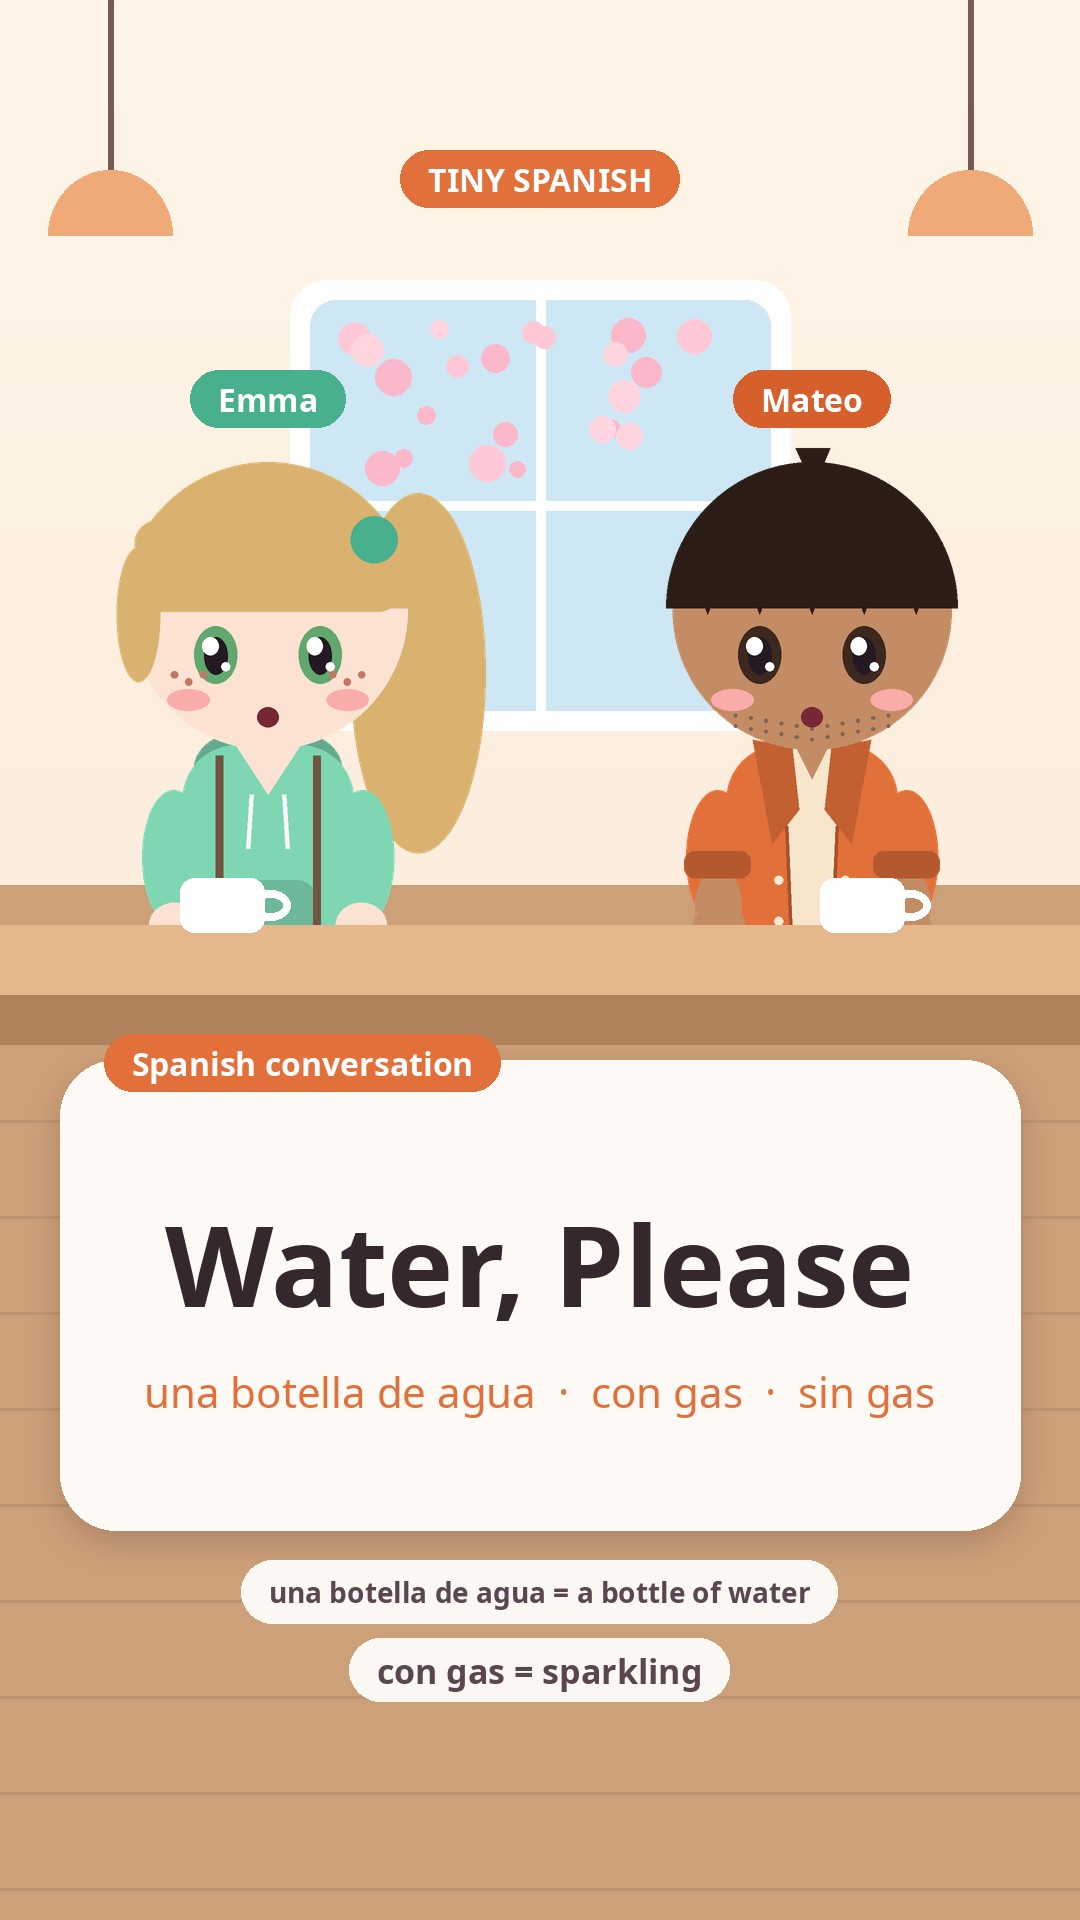 TINY SPANISH
Emma
Mateo
Spanish conversation
Water, Please
una botella de agua · con gas · sin gas
una botella de agua = a bottle of water
con gas = sparkling